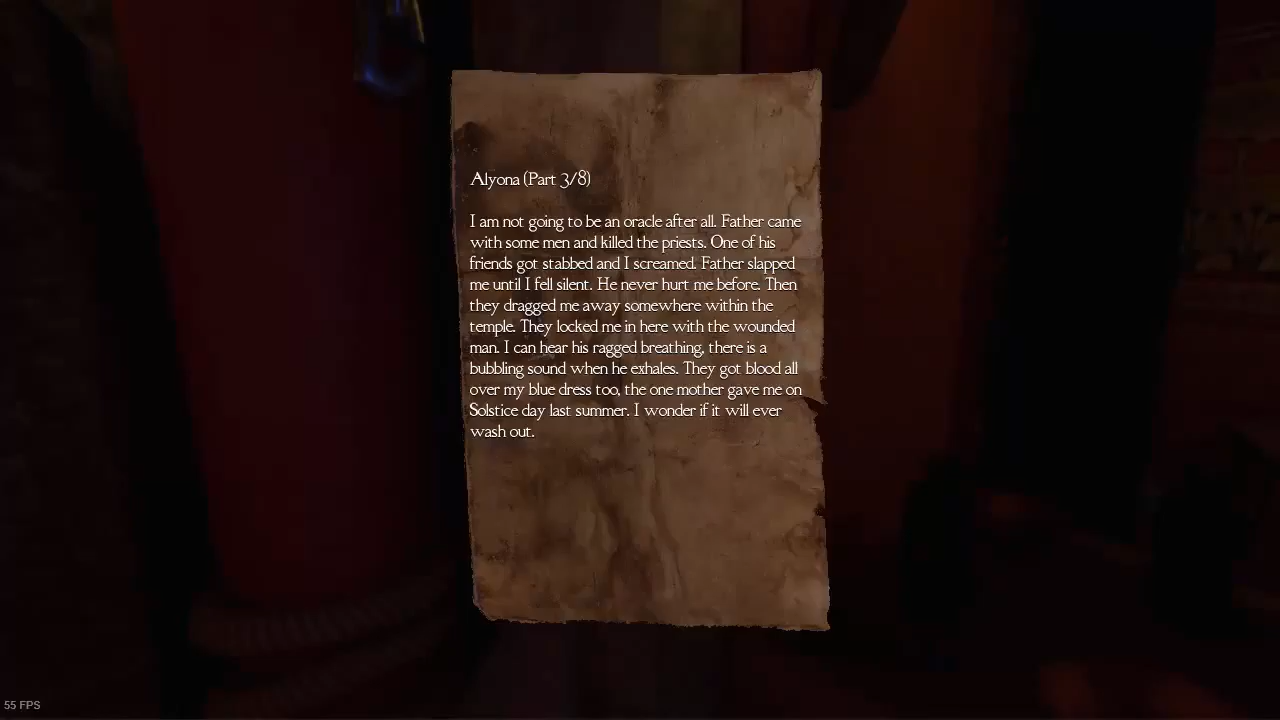 Alyona (Part 3/8)
I am not going to be an oracle after all. Father came
with some men and killed the priests. One of his
friends got stabbed and I screamed. Father slapped
me until I fell silent. He never hurt me before. Then
they dragged me away somewhere within the
temple. They locked me in here with the wounded
man. I can hear his ragged breathing, there is a
bubbling sound when he exhales. They got blood all
over my blue dress too, the one mother gave me on
Solstice day last summer. I wonder if it will ever
wash out.
55 FPS